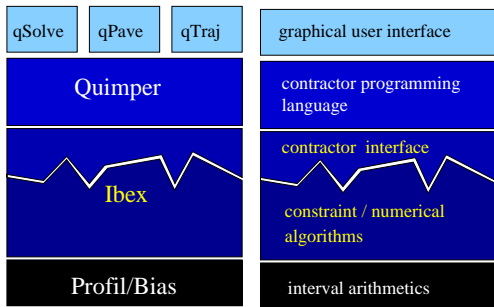 qSolve qPave qTraj
Quimper
Ibex
Profil/Bias
graphical user interface
contractor programming
language
contractor interface
constraint / numerical
algorithms
interval arithmetics